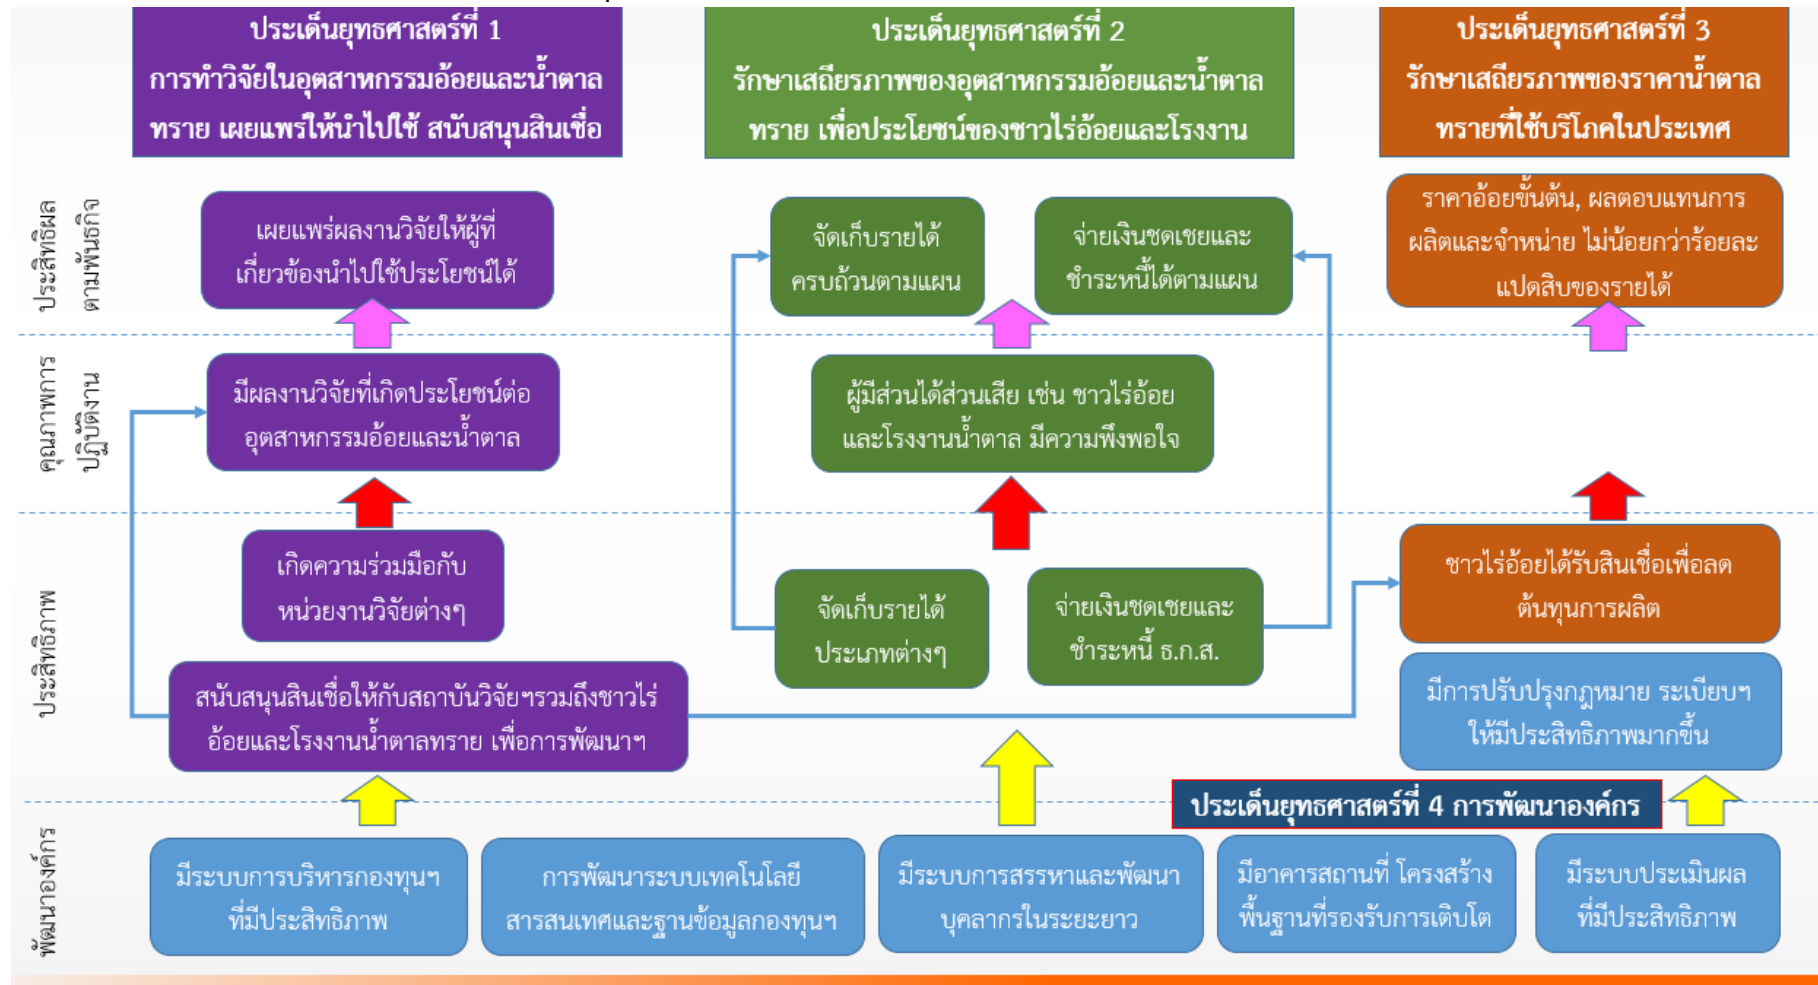 ประเด็นยุทธศาสตร์ที่ 1
การทำวิจัยในอุตสาหกรรมอ้อยและน้ำตาล
ทราย เผยแพร่ให้นำไปใช้ สนับสนุนสินเชื่อ
ประเด็นยุทธศาสตร์ที่ 2
รักษาเสถียรภาพของอุตสาหกรรมอ้อยและน้ำตาล
ทราย เพื่อประโยชน์ของชาวไร่อ้อยและโรงงาน
ประเด็นยุทธศาสตร์ที่ 3
รักษาเสถียรภาพของราคาน้ำตาล
ทรายที่ใช้บริโภคในประเทศ
ประสิทธิผล
ตามพันธกิจ
เผยแพร่ผลงานวิจัยให้ผู้ที่
เกี่ยวข้องนำไปใช้ประโยชน์ได้
จัดเก็บรายได้
ครบถ้วนตามแผน
จ่ายเงินชดเชยและ
ชำระหนี้ได้ตามแผน
ราคาอ้อยขั้นต้น, ผลตอบแทนการ
ผลิตและจำหน่าย ไม่น้อยกว่าร้อยละ
แปดสิบของรายได้
คุณภาพการ
ปฏิบัติงาน
มีผลงานวิจัยที่เกิดประโยชน์ต่อ
อุตสาหกรรมอ้อยและน้ำตาล
ผู้มีส่วนได้ส่วนเสีย เช่น ชาวไร่อ้อย
และโรงงานน้ำตาล มีความพึงพอใจ
ประสิทธิภาพ
เกิดความร่วมมือกับ
หน่วยงานวิจัยต่างๆ
จัดเก็บรายได้
ประเภทต่างๆ
จ่ายเงินชดเชยและ
ชำระหนี้ ธ.ก.ส.
ชาวไร่อ้อยได้รับสินเชื่อเพื่อลด
ต้นทุนการผลิต
สนับสนุนสินเชื่อให้กับสถาบันวิจัยฯรวมถึงชาวไร่
อ้อยและโรงงานน้ำตาลทราย เพื่อการพัฒนาฯ
มีการปรับปรุงกฎหมาย ระเบียบฯ
ให้มีประสิทธิภาพมากขึ้น
ประเด็นยุทธศาสตร์ที่ 4 การพัฒนาองค์กร
พัฒนาองค์กร
มีระบบการบริหารกองทุนฯ
ที่มีประสิทธิภาพ
การพัฒนาระบบเทคโนโลยี
สารสนเทศและฐานข้อมูลกองทุนฯ
มีระบบการสรรหาและพัฒนา
บุคลากรในระยะยาว
มีอาคารสถานที่ โครงสร้าง
พื้นฐานที่รองรับการเติบโต
มีระบบประเมินผล
ที่มีประสิทธิภาพ